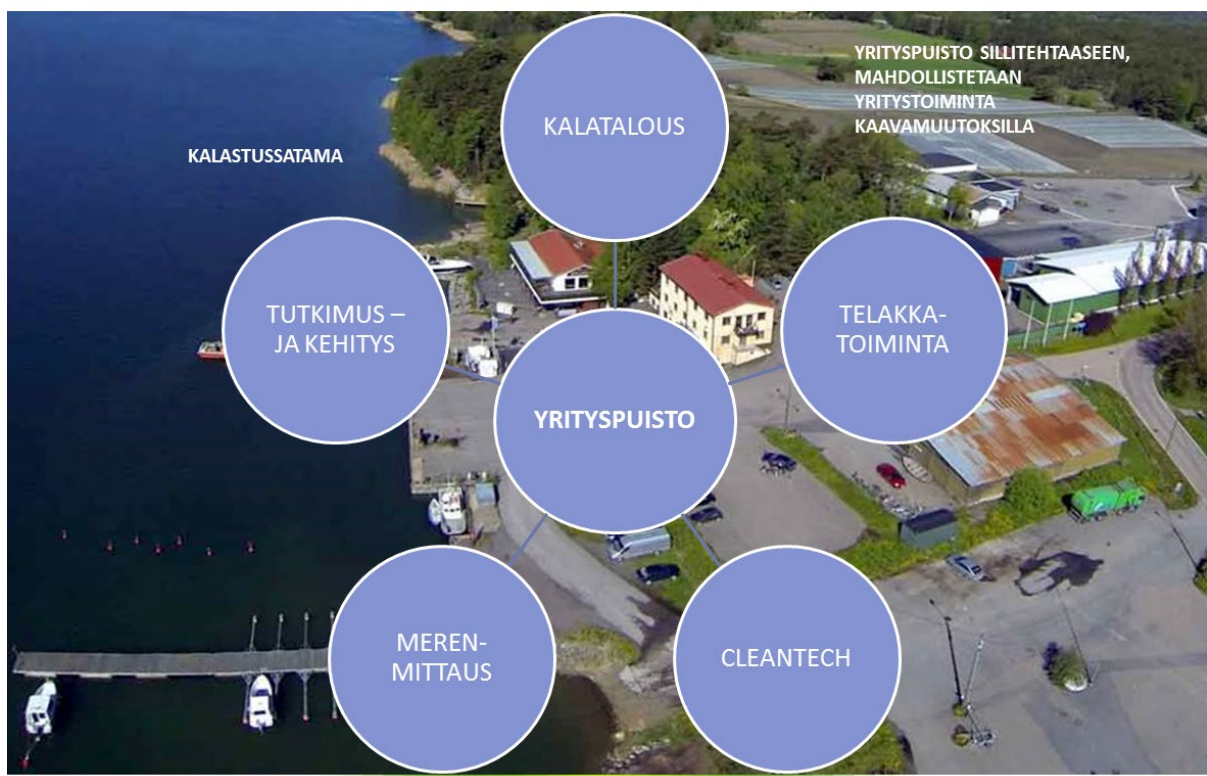 YRITYSPUISTO SILLITEHTAASEEN,
MAHDOLLISTETAAN
YRITYSTOIMINTA
KAAVAMUUTOKSILLA
KALATALOUS
KALASTUSSATAMA
TUTKIMUS –
JA KEHITYS
TELAKKA-
TOIMINTA
YRITYSPUISTO
MEREN-
MITTAUS
CLEANTECH